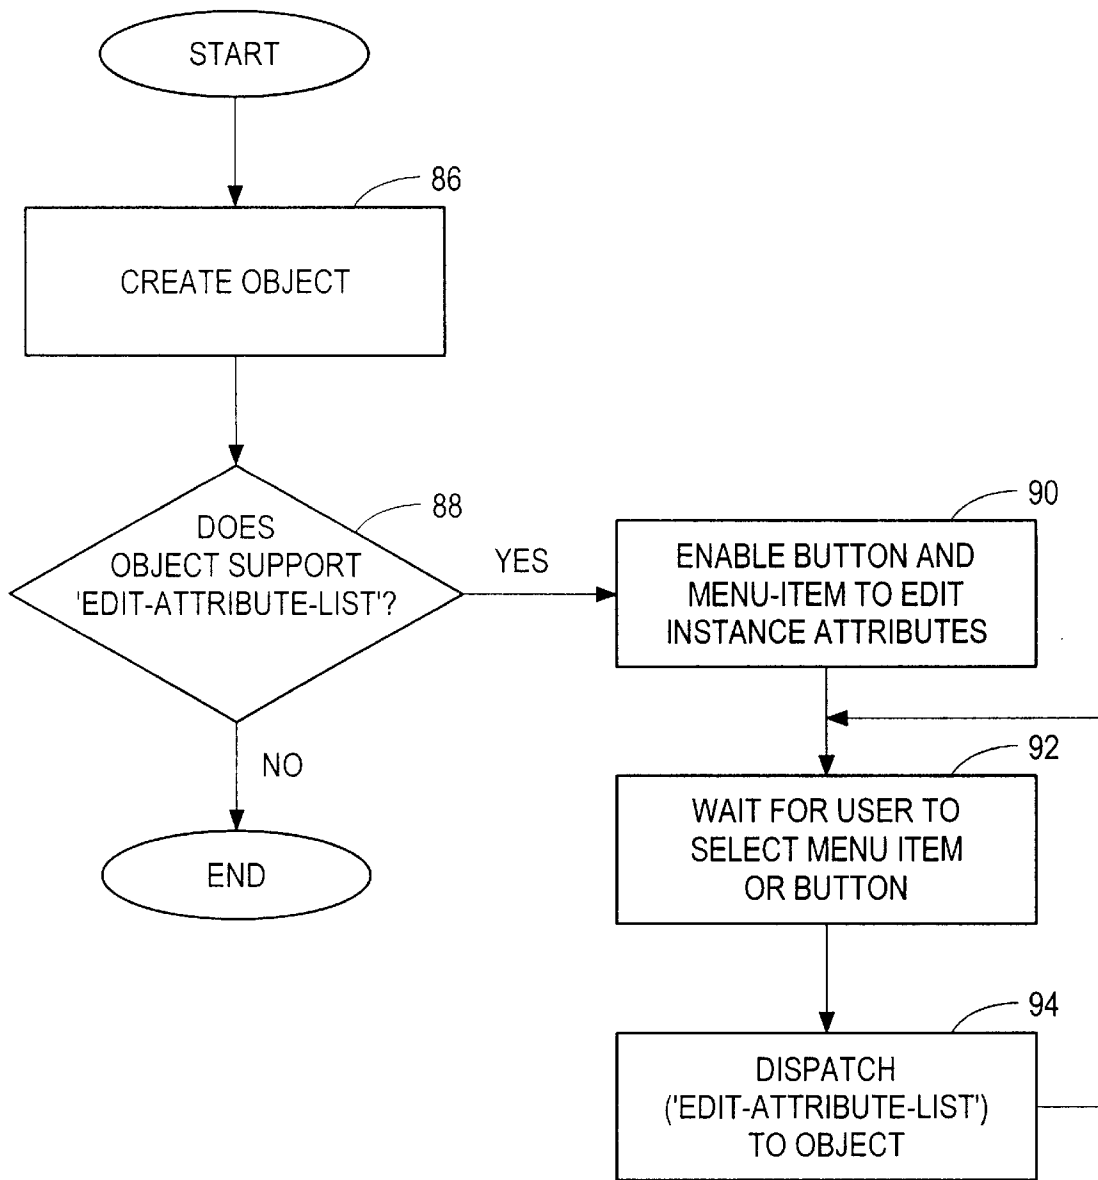 START
86
CREATE OBJECT
88
DOES
OBJECT SUPPORT
'EDIT-ATTRIBUTE-LIST'?
YES
NO
END
90
ENABLE BUTTON AND
MENU-ITEM TO EDIT
INSTANCE ATTRIBUTES
92
WAIT FOR USER TO
SELECT MENU ITEM
OR BUTTON
94
DISPATCH
('EDIT-ATTRIBUTE-LIST')
TO OBJECT